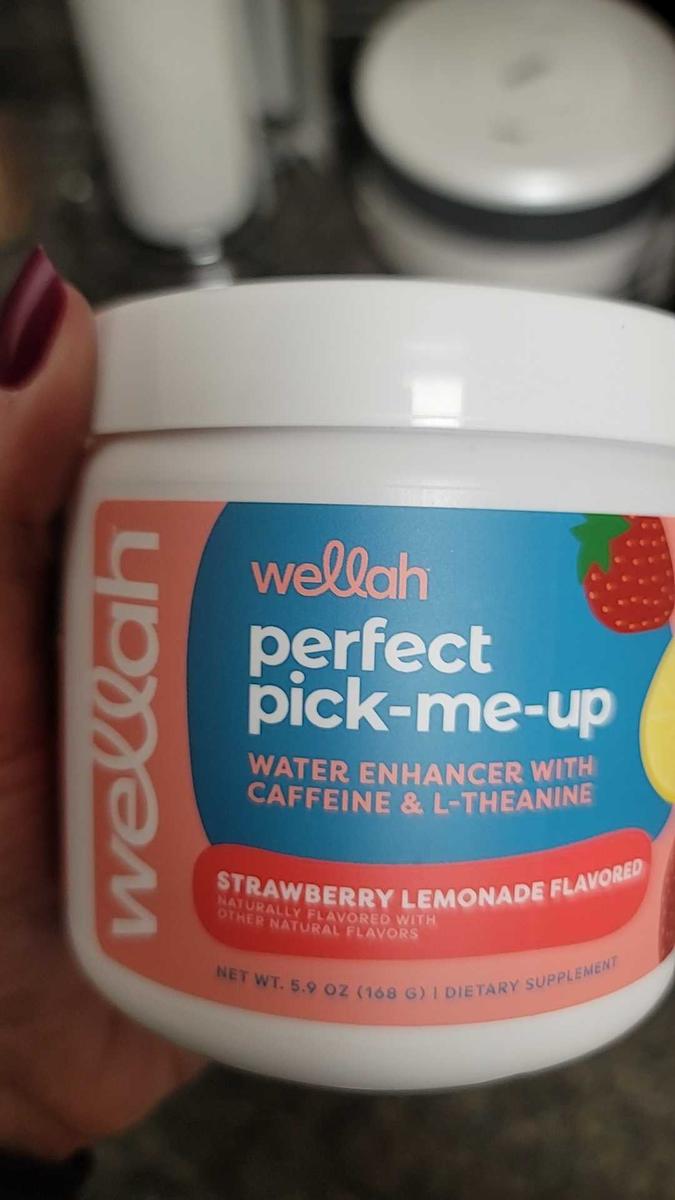 wellah
wellah
perfect
pick-me-up
WATER ENHANCER WITH
CAFFEINE & L-THEANINE
STRAWBERRY LEMONADE FLAVORED
NATURALLY FLAVORED WITH
OTHER NATURAL FLAVORS
NET WT. 5.9 OZ (168 G) | DIETARY SUPPLEMENT